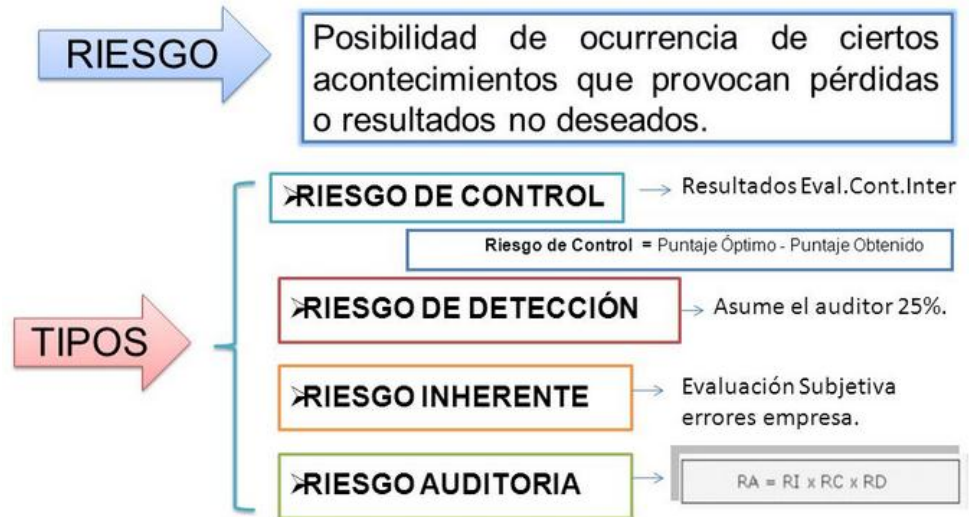 RIESGO
Posibilidad de ocurrencia de ciertos
acontecimientos que provocan pérdidas
o resultados no deseados.
TIPOS
➢RIESGO DE CONTROL
Resultados Eval.Cont.Inter
Riesgo de Control = Puntaje Óptimo - Puntaje Obtenido
➢RIESGO DE DETECCIÓN
Asume el auditor 25%.
➢RIESGO INHERENTE
Evaluación Subjetiva
errores empresa.
➢RIESGO AUDITORIA
RA = RI x RC x RD